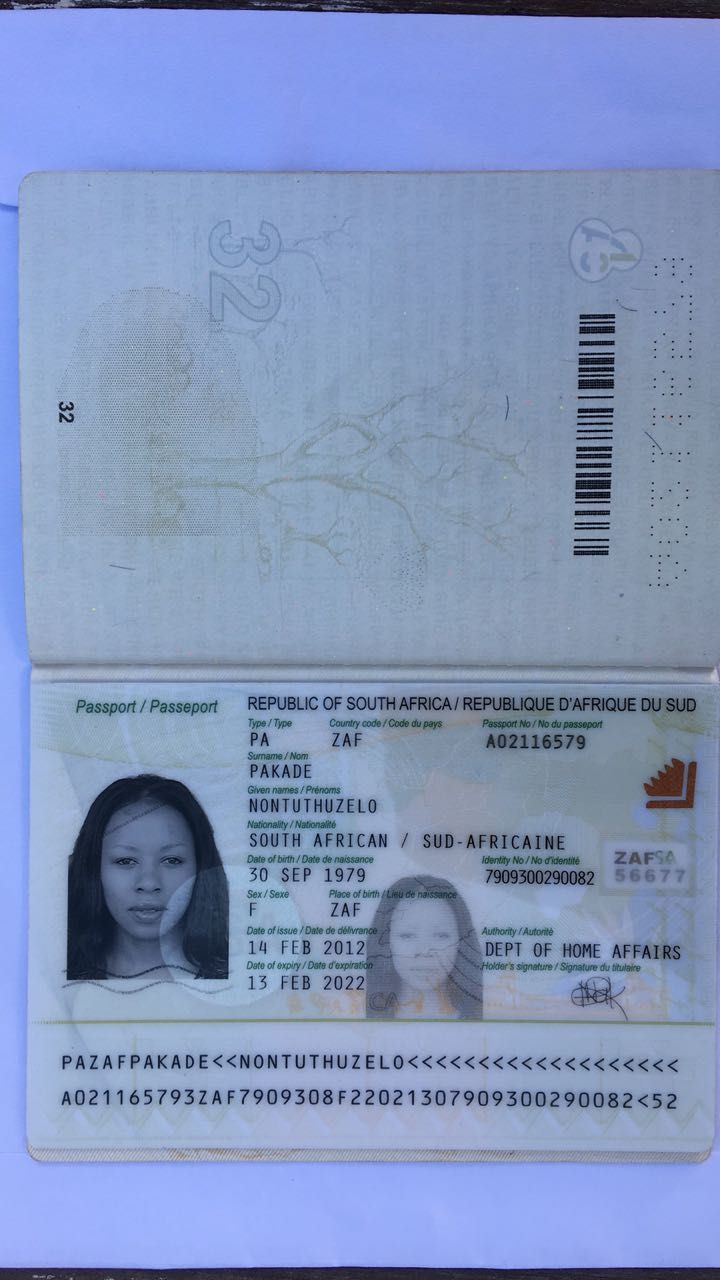 32
32
Passport / Passeport
REPUBLIC OF SOUTH AFRICA / REPUBLIQUE D'AFRIQUE DU SUD
Type / Type Country code / Code du pays Passport No / No du passeport
PA ZAF A02116579
Surname / Nom
PAKADE
Given names / Prénoms
NONTUTHUZELO
Nationality / Nationalité
SOUTH AFRICAN / SUD-AFRICAINE
Date of birth / Date de naissance Identity No / No d'identité
30 SEP 1979 7909300290082
ZAFSA
56677
Sex / Sexe Place of birth / Lieu de naissance
F ZAF
Date of issue / Date de délivrance Authority / Autorité
14 FEB 2012 DEPT OF HOME AFFAIRS
Date of expiry / Date d'expiration Holder's signature / Signature du titulaire
13 FEB 2022
PAZAFPAKADE<<NONTUTHUZELO<<<<<<<<<<<<<<<<<<<
A021165793ZAF7909308F22021307909300290082<52